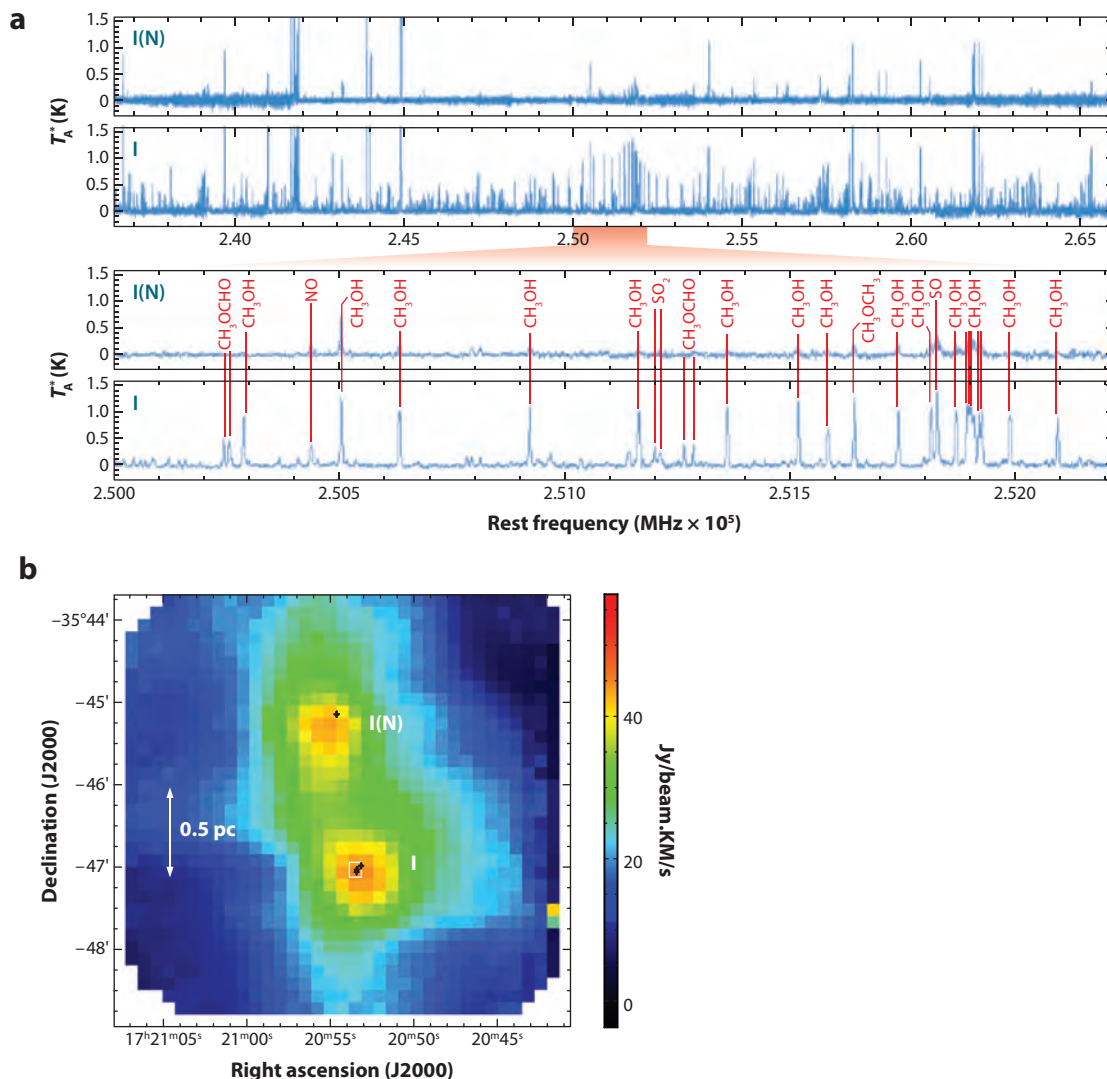 a
1.5
I(N)
1.0
0.5
0
T*A (K)
1.5
I
1.0
0.5
0
2.40 2.45 2.50 2.55 2.60 2.65
1.5
I(N)
1.0
0.5
0
CH3OCHO
CH3OH
NO
CH3OH
CH3OH
CH3OH
CH3OH
SO2
CH3OCHO
CH3OH
CH3OH
CH3OH
CH3OCH3
CH3OH
CH3OH
SO
CH3OH
CH3OH
CH3OH
CH3OH
T*A (K)
1.5
I
1.0
0.5
0
2.500 2.505 2.510 2.515 2.520
Rest frequency (MHz × 10⁵)
b
−35°44'
−45'
−46'
−47'
−48'
Declination (J2000)
I(N)
I
0.5 pc
17h21m05s 21m00s 20m55s 20m50s 20m45s
Right ascension (J2000)
40
20
0
Jy/beam.KM/s